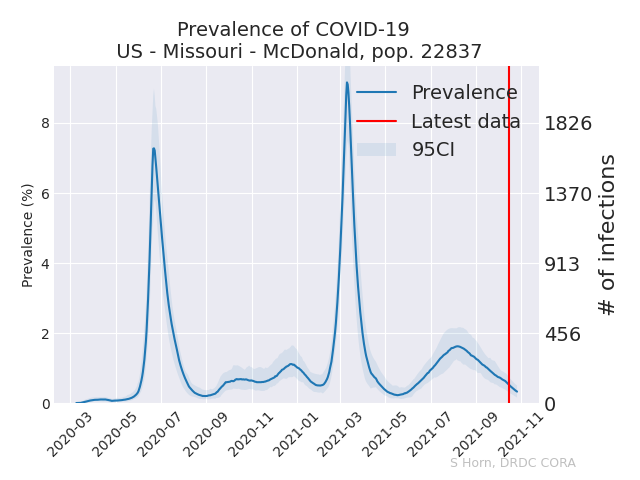 Prevalence of COVID-19
US - Missouri - McDonald, pop. 22837
Prevalence
Latest data
95CI
Prevalence (%)
8
6
4
2
0
1826
1370
913
456
0
# of infections
2020-03
2020-05
2020-07
2020-09
2020-11
2021-01
2021-03
2021-05
2021-07
2021-09
2021-11
S Horn, DRDC CORA